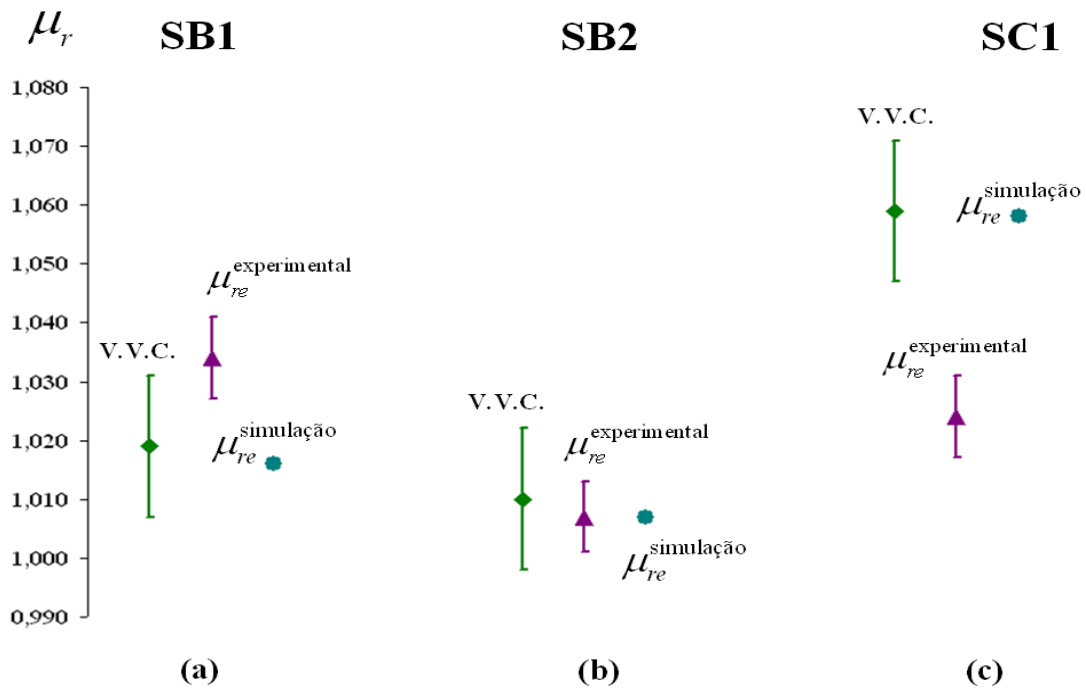 μr SB1 SB2 SC1
1,080
V.V.C.
1,070
μre simulação
1,060
1,050
μre experimental
1,040
V.V.C.
μre experimental
1,030
V.V.C.
μre simulação
μre experimental
1,020
1,010
μre simulação
1,000
0,990
(a) (b) (c)